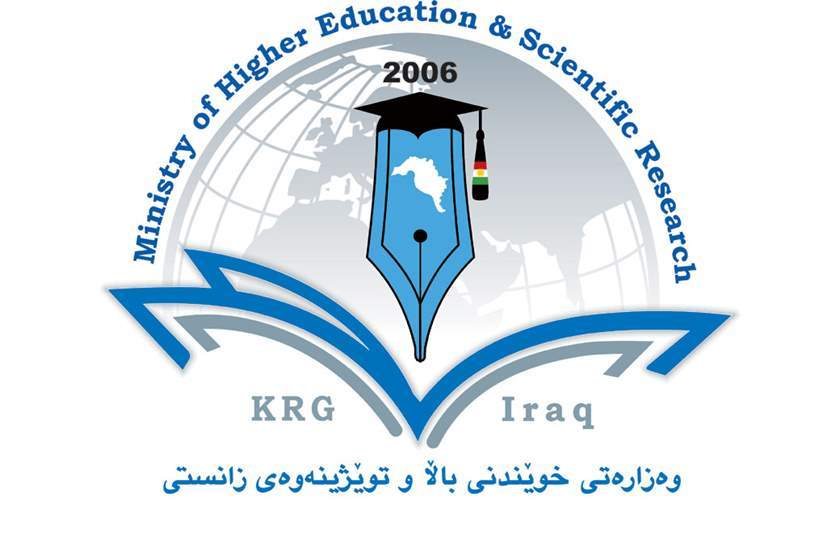 Ministry of Higher Education & Scientific Research
2006
KRG Iraq
وەزارەتی خوێندنی باڵا و توێژینەوەی زانستی